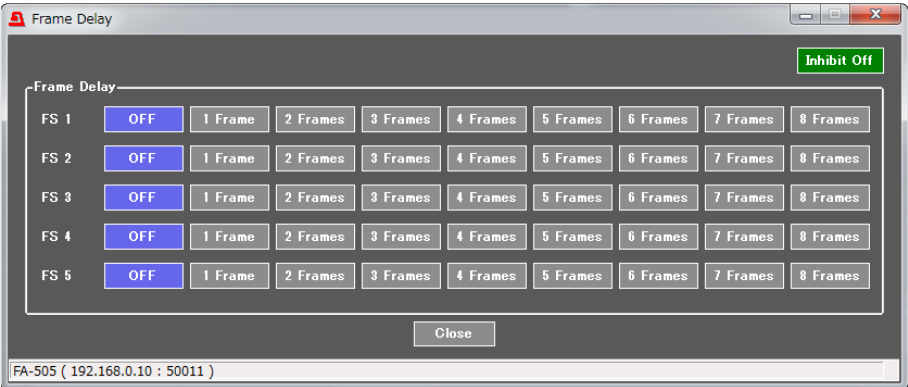 Frame Delay
Inhibit Off
Frame Delay
FS 1 OFF 1 Frame 2 Frames 3 Frames 4 Frames 5 Frames 6 Frames 7 Frames 8 Frames
FS 2 OFF 1 Frame 2 Frames 3 Frames 4 Frames 5 Frames 6 Frames 7 Frames 8 Frames
FS 3 OFF 1 Frame 2 Frames 3 Frames 4 Frames 5 Frames 6 Frames 7 Frames 8 Frames
FS 4 OFF 1 Frame 2 Frames 3 Frames 4 Frames 5 Frames 6 Frames 7 Frames 8 Frames
FS 5 OFF 1 Frame 2 Frames 3 Frames 4 Frames 5 Frames 6 Frames 7 Frames 8 Frames
Close
FA-505 ( 192.168.0.10 : 50011 )